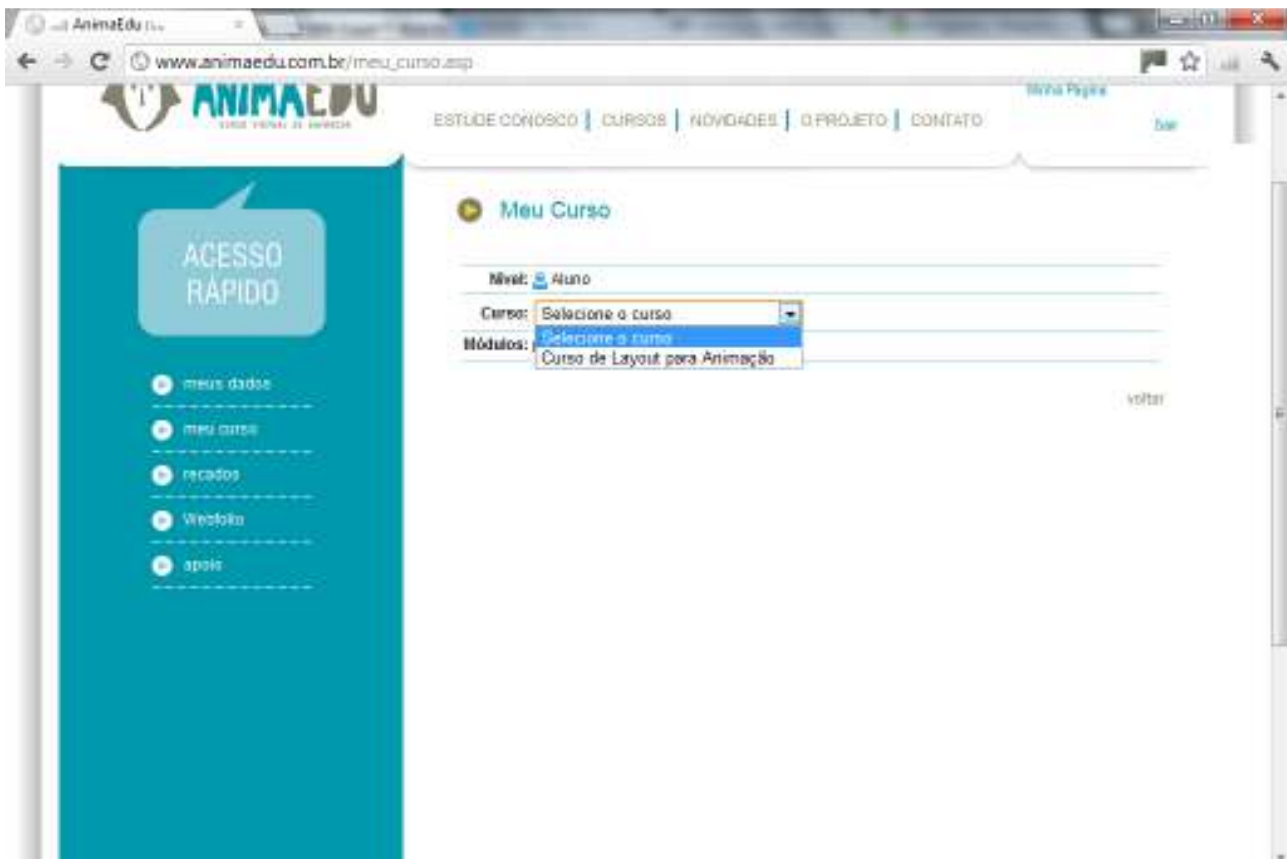 AnimaEdu
www.animaedu.com.br/meu_curso.asp
ANIMAEDU
Minha Página
ESTUDE CONOSCO | CURSOS | NOVIDADES | O PROJETO | CONTATO
Sair
ACESSO
RÁPIDO
meus dados
meu curso
recados
Webfolio
apoio
Meu Curso
Nível: Aluno
Curso: Selecione o curso
Selecione o curso
Curso de Layout para Animação
Módulos:
voltar